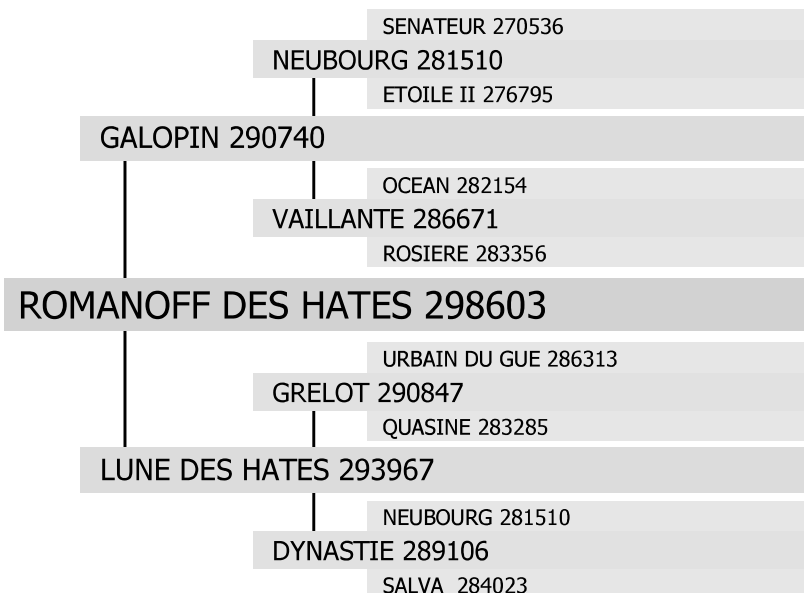 SENATEUR 270536
NEUBOURG 281510
ETOILE II 276795
GALOPIN 290740
OCEAN 282154
VAILLANTE 286671
ROSIERE 283356
ROMANOFF DES HATES 298603
URBAIN DU GUE 286313
GRELOT 290847
QUASINE 283285
LUNE DES HATES 293967
NEUBOURG 281510
DYNASTIE 289106
SALVA  284023